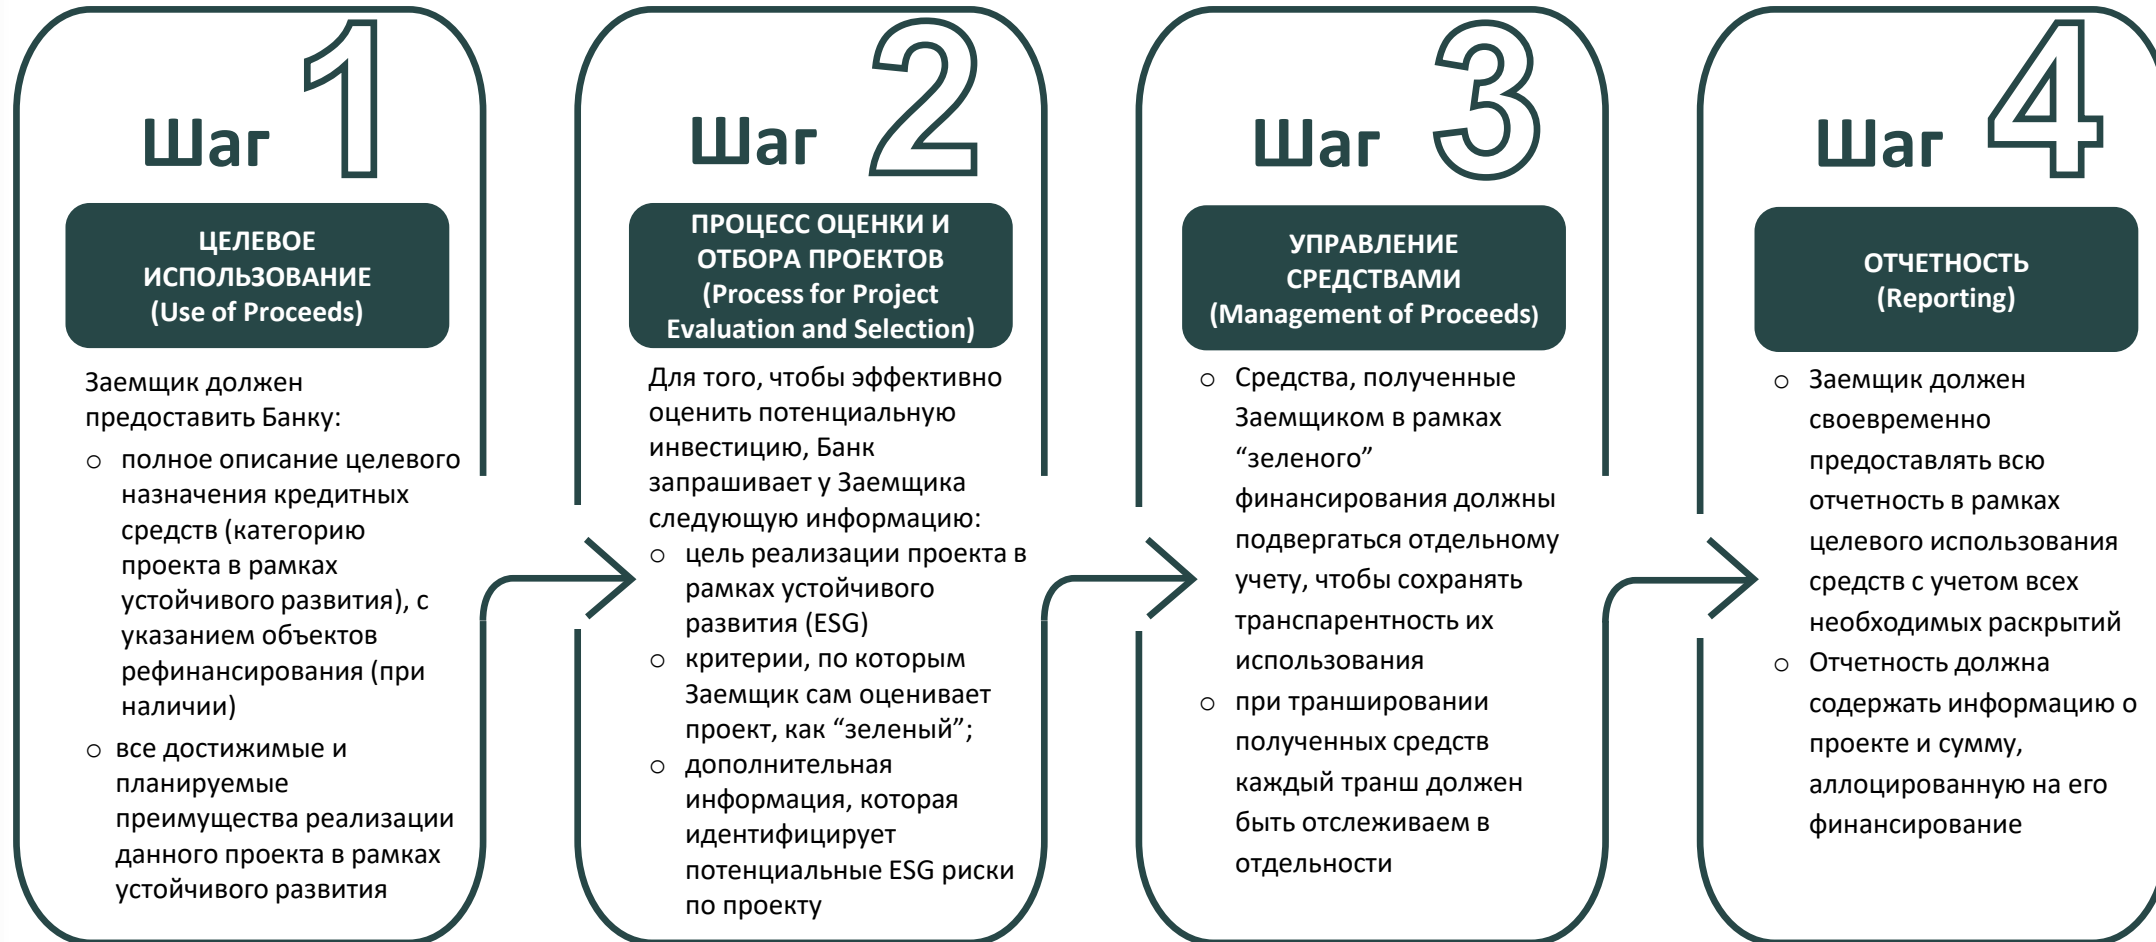 Шаг 1
ЦЕЛЕВОЕ
ИСПОЛЬЗОВАНИЕ
(Use of Proceeds)
Заемщик должен
предоставить Банку:
o полное описание целевого
назначения кредитных
средств (категорию
проекта в рамках
устойчивого развития), с
указанием объектов
рефинансирования (при
наличии)
o все достижимые и
планируемые
преимущества реализации
данного проекта в рамках
устойчивого развития
Шаг 2
ПРОЦЕСС ОЦЕНКИ И
ОТБОРА ПРОЕКТОВ
(Process for Project
Evaluation and Selection)
Для того, чтобы эффективно
оценить потенциальную
инвестицию, Банк
запрашивает у Заемщика
следующую информацию:
o цель реализации проекта в
рамках устойчивого
развития (ESG)
o критерии, по которым
Заемщик сам оценивает
проект, как “зеленый”;
o дополнительная
информация, которая
идентифицирует
потенциальные ESG риски
по проекту
Шаг 3
УПРАВЛЕНИЕ
СРЕДСТВАМИ
(Management of Proceeds)
o Средства, полученные
Заемщиком в рамках
“зеленого”
финансирования должны
подвергаться отдельному
учету, чтобы сохранять
транспарентность их
использования
o при траншировании
полученных средств
каждый транш должен
быть отслеживаем в
отдельности
Шаг 4
ОТЧЕТНОСТЬ
(Reporting)
o Заемщик должен
своевременно
предоставлять всю
отчетность в рамках
целевого использования
средств с учетом всех
необходимых раскрытий
o Отчетность должна
содержать информацию о
проекте и сумму,
аллоцированную на его
финансирование